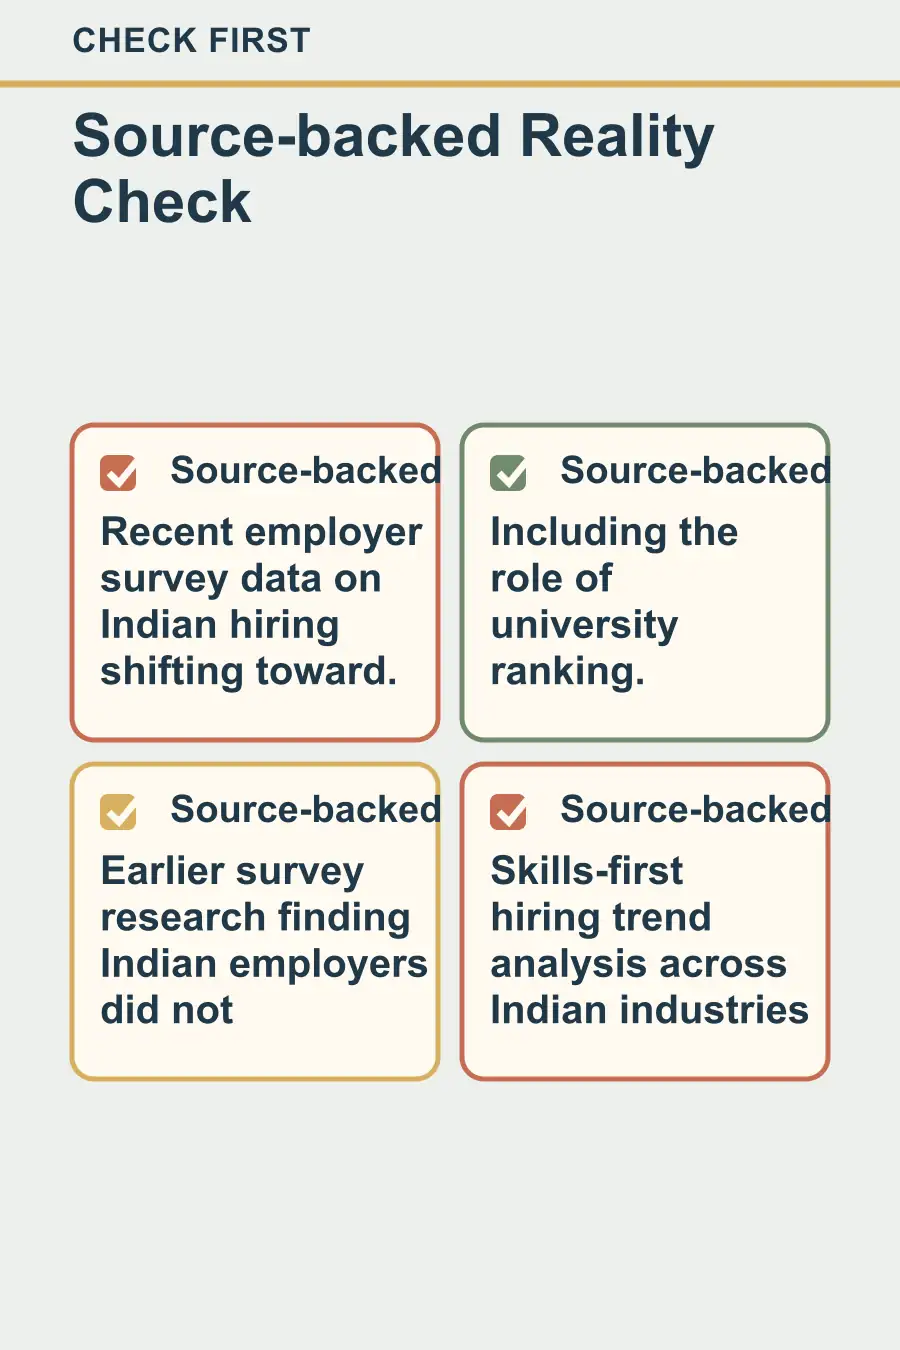 CHECK FIRST
Source-backed Reality
Check
Source-backed
Recent employer
survey data on
Indian hiring
shifting toward.
Source-backed
Including the
role of
university
ranking.
Source-backed
Earlier survey
research finding
Indian employers
did not
Source-backed
Skills-first
hiring trend
analysis across
Indian industries